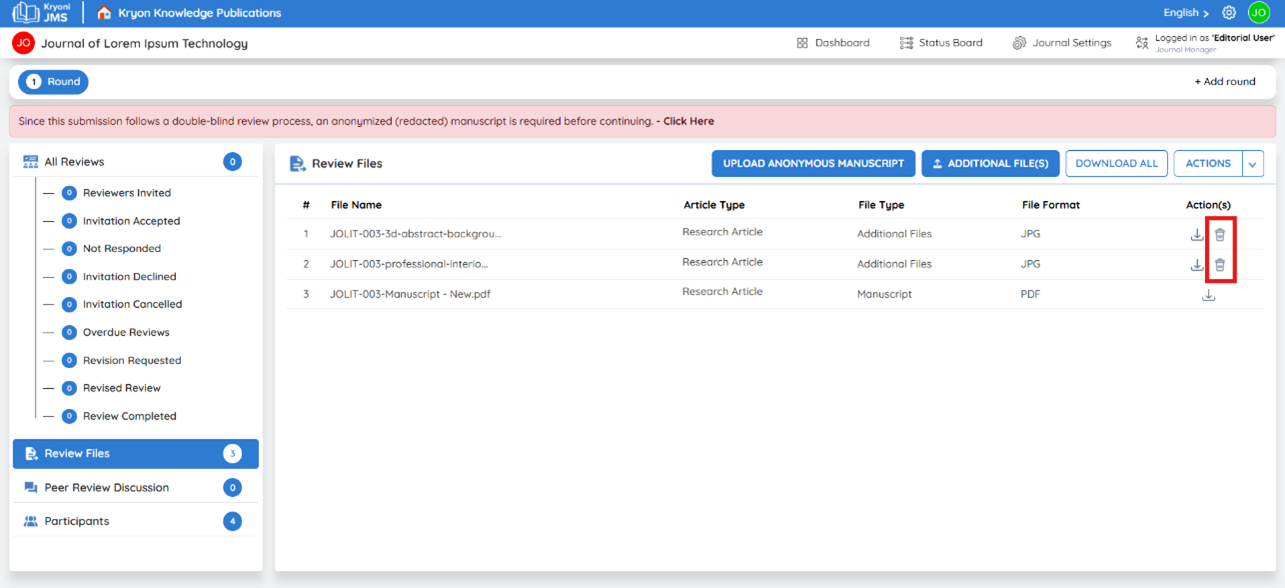 Kryoni
JMS
Kryon Knowledge Publications
English
JO
JO
Journal of Lorem Ipsum Technology
Dashboard
Status Board
Journal Settings
Logged in as 'Editorial User'
Journal Manager
1 Round
+ Add round
Since this submission follows a double-blind review process, an anonymized (redacted) manuscript is required before continuing. - Click Here
All Reviews 0
0 Reviewers Invited
0 Invitation Accepted
0 Not Responded
0 Invitation Declined
0 Invitation Cancelled
0 Overdue Reviews
0 Revision Requested
0 Revised Review
0 Review Completed
Review Files 3
Peer Review Discussion 0
Participants 4
Review Files
UPLOAD ANONYMOUS MANUSCRIPT
ADDITIONAL FILE(S)
DOWNLOAD ALL
ACTIONS
# File Name Article Type File Type File Format Action(s)
1 JOLIT-003-3d-abstract-backgrou... Research Article Additional Files JPG
2 JOLIT-003-professional-interio... Research Article Additional Files JPG
3 JOLIT-003-Manuscript - New.pdf Research Article Manuscript PDF